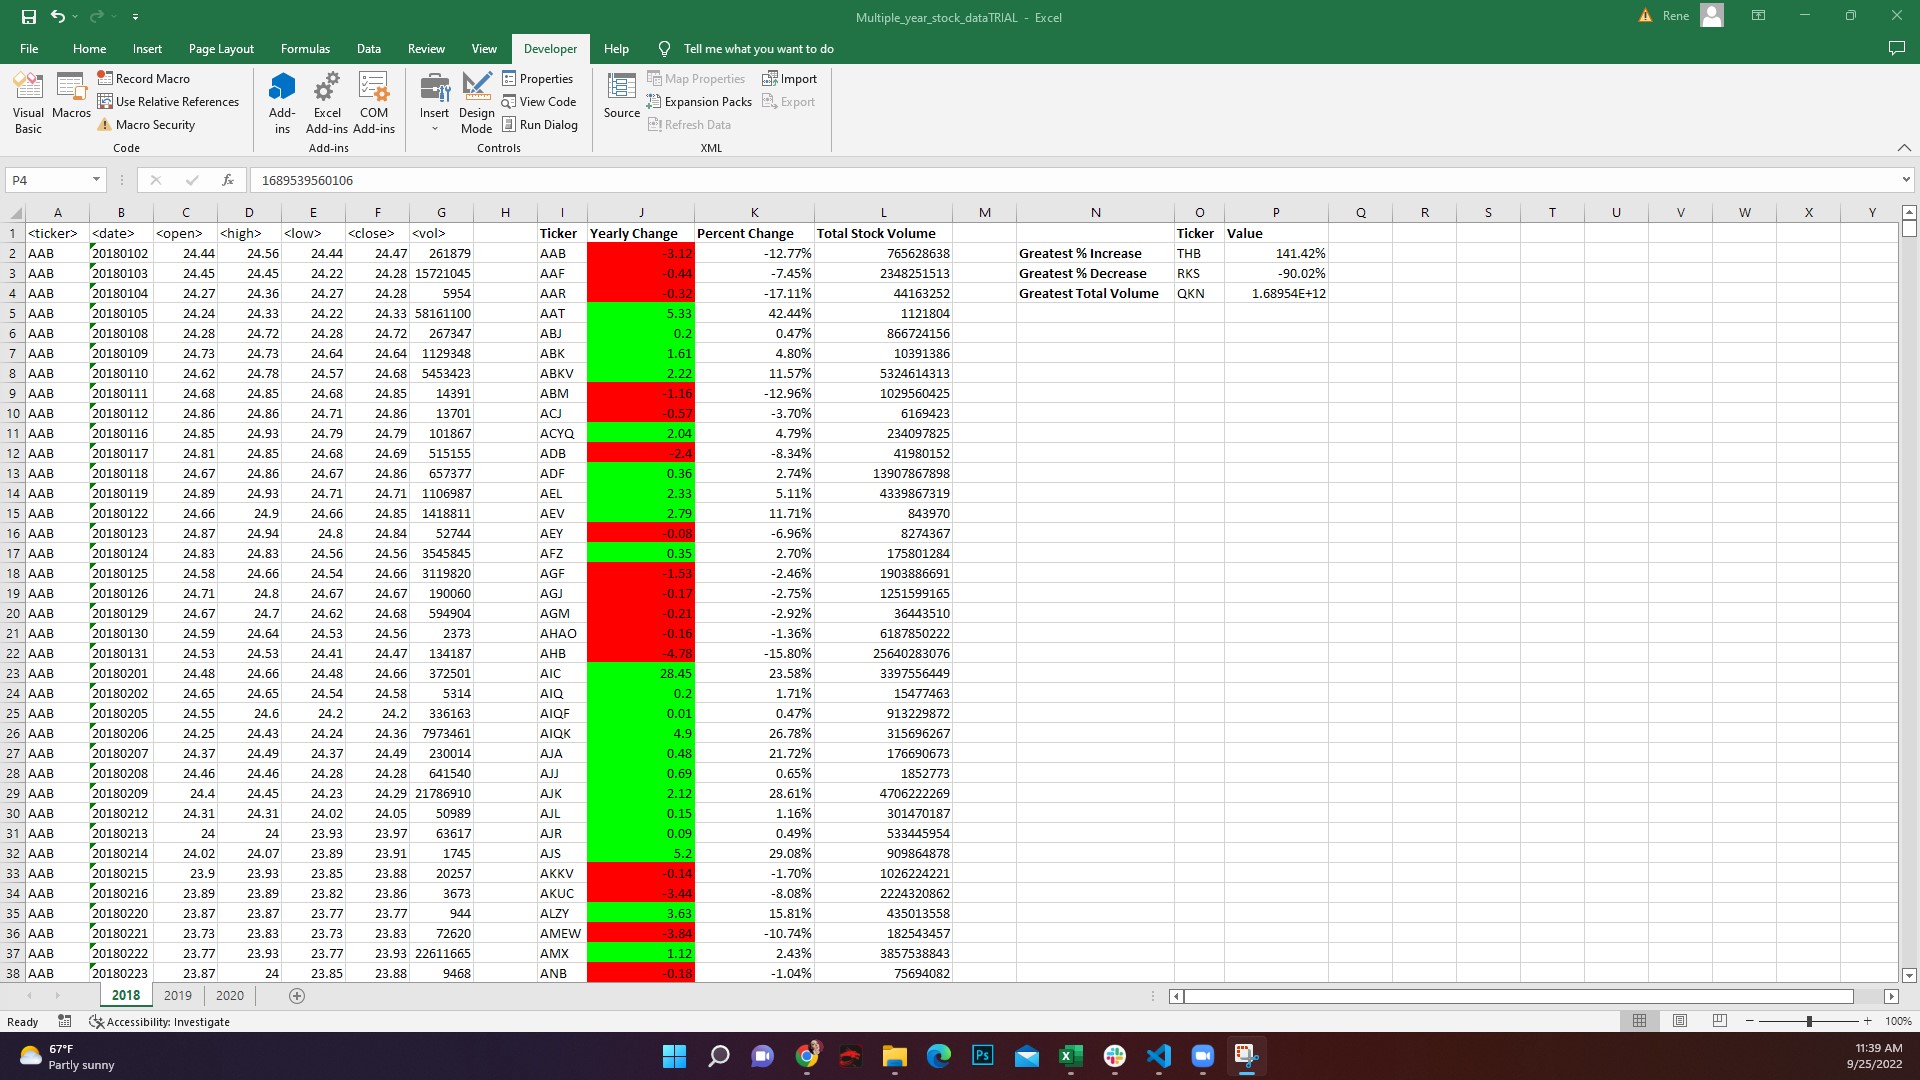 Multiple_year_stock_dataTRIAL - Excel
Rene
File Home Insert Page Layout Formulas Data Review View Developer Help Tell me what you want to do
Visual Basic
Macros
Record Macro
Use Relative References
Macro Security
Code
Add-ins
Excel Add-ins
COM Add-ins
Add-ins
Insert
Design Mode
Properties
View Code
Run Dialog
Controls
Source
Map Properties
Expansion Packs
Refresh Data
Import
Export
XML
P4 fx 1689539560106
A B C D E F G H I J K L M N O P Q R S T U V W X Y
1 <ticker> <date> <open> <high> <low> <close> <vol> Ticker Yearly Change Percent Change Total Stock Volume Ticker Value
2 AAB 20180102 24.44 24.56 24.44 24.47 261879 AAB -3.12 -12.77% 765628638 Greatest % Increase THB 141.42%
3 AAB 20180103 24.45 24.45 24.22 24.28 15721045 AAF -0.44 -7.45% 2348251513 Greatest % Decrease RKS -90.02%
4 AAB 20180104 24.27 24.36 24.27 24.28 5954 AAR -0.32 -17.11% 44163252 Greatest Total Volume QKN 1.68954E+12
5 AAB 20180105 24.24 24.33 24.22 24.33 58161100 AAT 5.33 42.44% 1121804
6 AAB 20180108 24.28 24.72 24.28 24.72 267347 ABJ 0.2 0.47% 866724156
7 AAB 20180109 24.73 24.73 24.64 24.64 1129348 ABK 1.61 4.80% 10391386
8 AAB 20180110 24.62 24.78 24.57 24.68 5453423 ABKV 2.22 11.57% 5324614313
9 AAB 20180111 24.68 24.85 24.68 24.85 14391 ABM -1.16 -12.96% 1029560425
10 AAB 20180112 24.86 24.86 24.71 24.86 13701 ACJ -0.57 -3.70% 6169423
11 AAB 20180116 24.85 24.93 24.79 24.79 101867 ACYQ 2.04 4.79% 234097825
12 AAB 20180117 24.81 24.85 24.68 24.69 515155 ADB -2.4 -8.34% 41980152
13 AAB 20180118 24.67 24.86 24.67 24.86 657377 ADF 0.36 2.74% 13907867898
14 AAB 20180119 24.89 24.93 24.71 24.71 1106987 AEL 2.33 5.11% 4339867319
15 AAB 20180122 24.66 24.9 24.66 24.85 1418811 AEV 2.79 11.71% 843970
16 AAB 20180123 24.87 24.94 24.8 24.84 52744 AEY -0.08 -6.96% 8274367
17 AAB 20180124 24.83 24.83 24.56 24.56 3545845 AFZ 0.35 2.70% 175801284
18 AAB 20180125 24.58 24.66 24.54 24.66 3119820 AGF -1.53 -2.46% 1903886691
19 AAB 20180126 24.71 24.8 24.67 24.67 190060 AGJ -0.17 -2.75% 1251599165
20 AAB 20180129 24.67 24.7 24.62 24.68 594904 AGM -0.21 -2.92% 36443510
21 AAB 20180130 24.59 24.64 24.53 24.56 2373 AHAO -0.16 -1.36% 6187850222
22 AAB 20180131 24.53 24.53 24.41 24.47 134187 AHB -4.78 -15.80% 25640283076
23 AAB 20180201 24.48 24.66 24.48 24.66 372501 AIC 28.45 23.58% 3397556449
24 AAB 20180202 24.65 24.65 24.54 24.58 5314 AIQ 0.2 1.71% 15477463
25 AAB 20180205 24.55 24.6 24.2 24.2 336163 AIQF 0.01 0.47% 913229872
26 AAB 20180206 24.25 24.43 24.24 24.36 7973461 AIQK 4.9 26.78% 315696267
27 AAB 20180207 24.37 24.49 24.37 24.49 230014 AJA 0.48 21.72% 176690673
28 AAB 20180208 24.46 24.46 24.28 24.28 641540 AJJ 0.69 0.65% 1852773
29 AAB 20180209 24.4 24.45 24.23 24.29 21786910 AJK 2.12 28.61% 4706222269
30 AAB 20180212 24.31 24.31 24.02 24.05 50989 AJL 0.15 1.16% 301470187
31 AAB 20180213 24 24 23.93 23.97 63617 AJR 0.09 0.49% 533445954
32 AAB 20180214 24.02 24.07 23.89 23.91 1745 AJS 5.2 29.08% 909864878
33 AAB 20180215 23.9 23.93 23.85 23.88 20257 AKKV -0.14 -1.70% 1026224221
34 AAB 20180216 23.89 23.89 23.82 23.86 3673 AKUC -3.44 -8.08% 2224320862
35 AAB 20180220 23.87 23.87 23.77 23.77 944 ALZY 3.63 15.81% 435013558
36 AAB 20180221 23.73 23.83 23.73 23.83 72620 AMEW -3.84 -10.74% 182543457
37 AAB 20180222 23.77 23.93 23.77 23.93 22611665 AMX 1.12 2.43% 3857538843
38 AAB 20180223 23.87 24 23.85 23.88 9468 ANB -0.18 -1.04% 75694082
2018 2019 2020
Ready Accessibility: Investigate 100%
67°F
Partly sunny
Ps
11:39 AM
9/25/2022